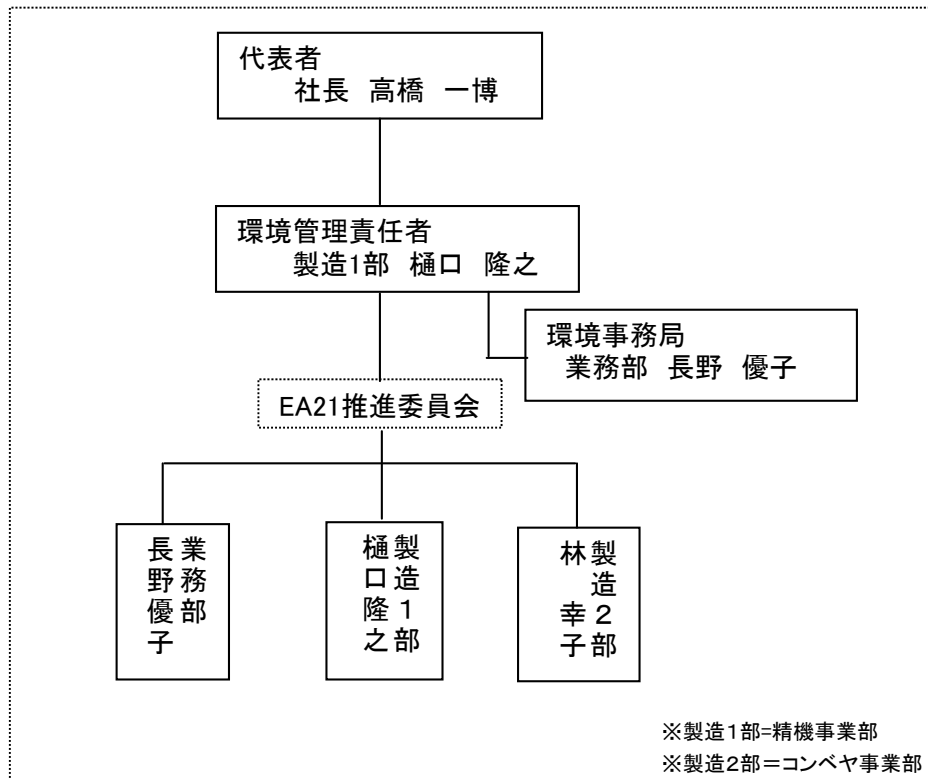 代表者
社長 高橋 一博
環境管理責任者
製造1部 樋口 隆之
環境事務局
業務部 長野 優子
EA21推進委員会
業務部
長野優子
製造1部
樋口隆之
製造2部
林 幸子
※製造1部=精機事業部
※製造2部＝コンベヤ事業部